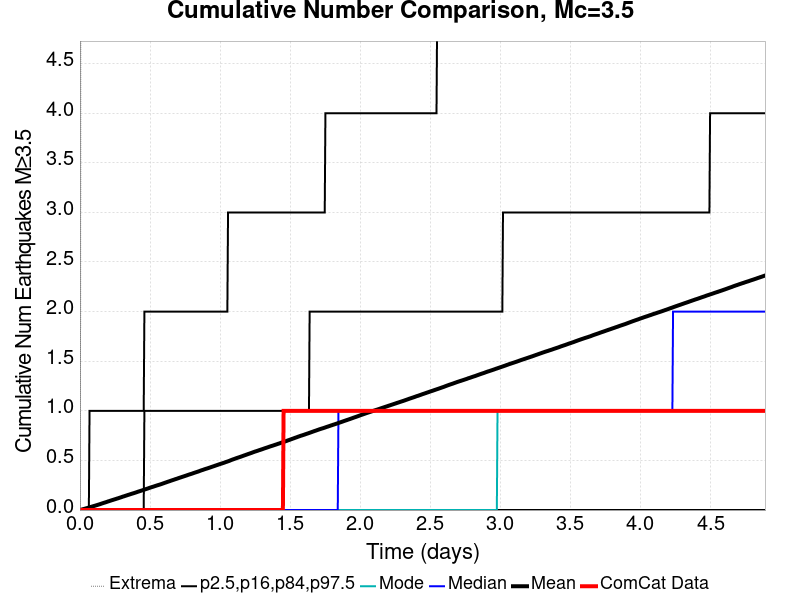 Cumulative Number Comparison, Mc=3.5
Cumulative Num Earthquakes M≥3.5
4.5
4.0
3.5
3.0
2.5
2.0
1.5
1.0
0.5
0.0
0.0 0.5 1.0 1.5 2.0 2.5 3.0 3.5 4.0 4.5
Time (days)
Extrema p2.5,p16,p84,p97.5 Mode Median Mean ComCat Data